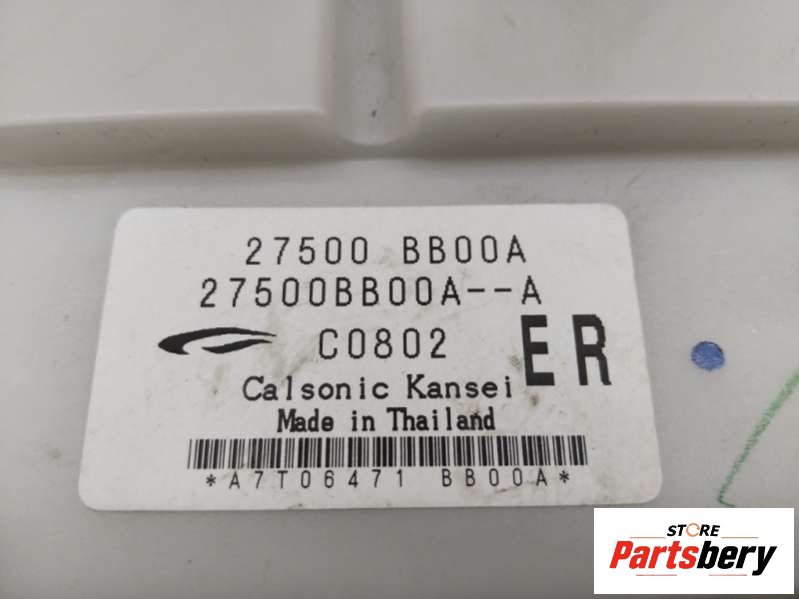 27500 BB00A
27500BB00A--A
C0802 ER
Calsonic Kansei
Made in Thailand
*A7T06471 BB00A*
STORE
Partsbery